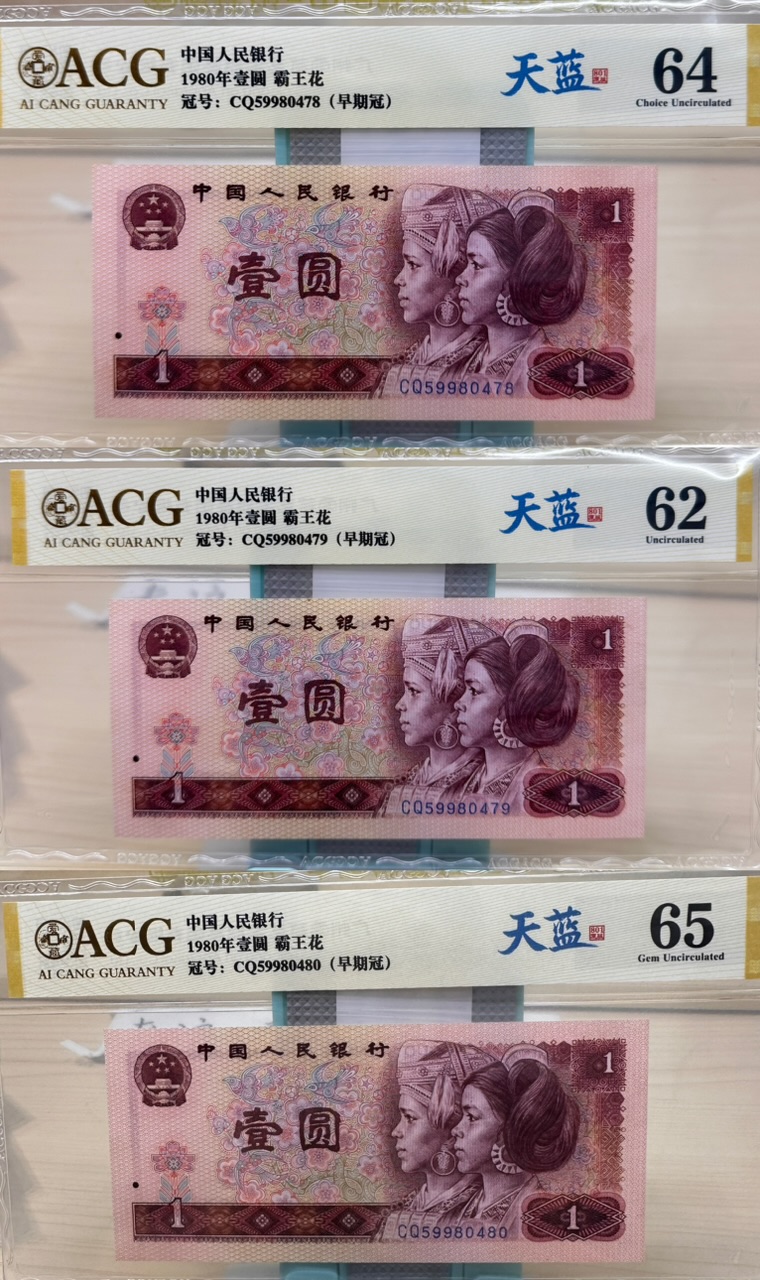 ACG
AI CANG GUARANTY
中国人民银行
1980年壹圆 霸王花
冠号：CQ59980478（早期冠）
天蓝
64
Choice Uncirculated
中国人民银行
1
壹圆
1
CQ59980478
1
ACG
AI CANG GUARANTY
中国人民银行
1980年壹圆 霸王花
冠号：CQ59980479（早期冠）
天蓝
62
Uncirculated
中国人民银行
1
壹圆
1
CQ59980479
1
ACG
AI CANG GUARANTY
中国人民银行
1980年壹圆 霸王花
冠号：CQ59980480（早期冠）
天蓝
65
Gem Uncirculated
中国人民银行
1
壹圆
1
CQ59980480
1